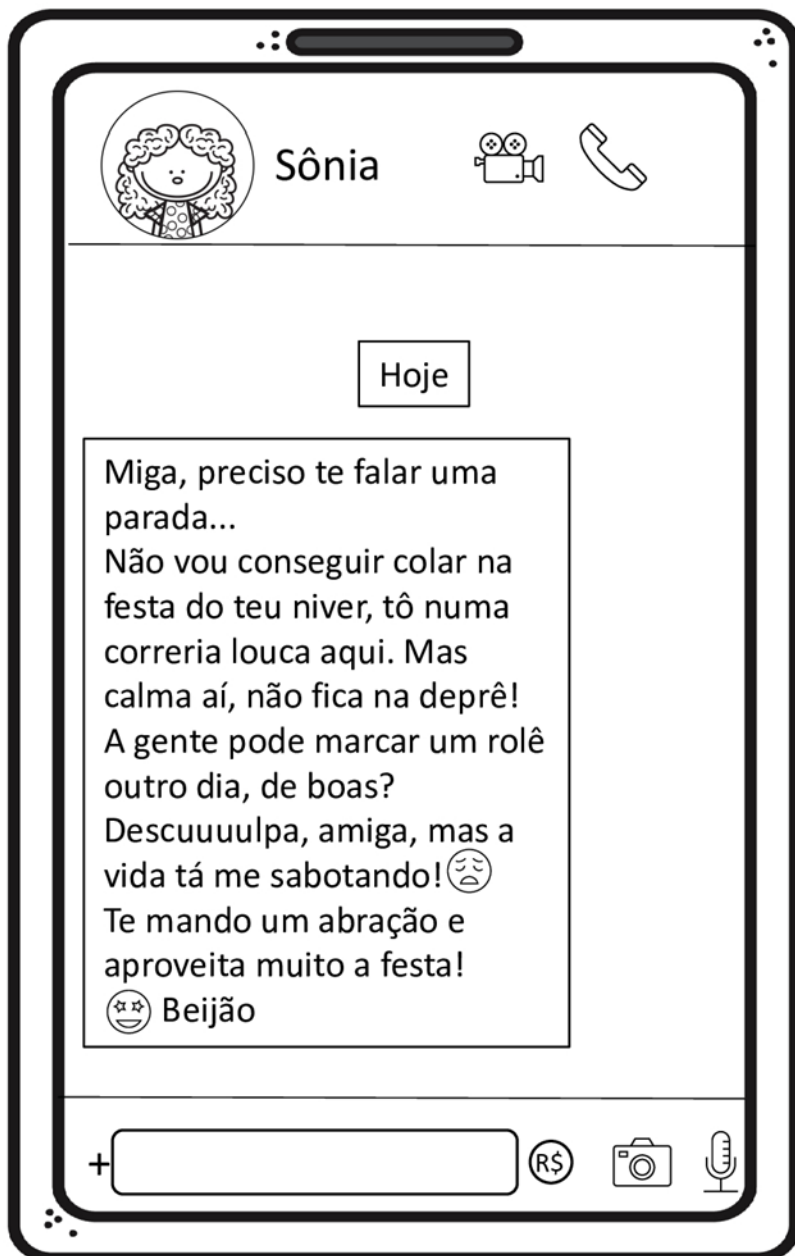 Sônia
Hoje
Miga, preciso te falar uma
parada...
Não vou conseguir colar na
festa do teu niver, tô numa
correria louca aqui. Mas
calma aí, não fica na deprê!
A gente pode marcar um rolê
outro dia, de boas?
Descuuuulpa, amiga, mas a
vida tá me sabotando!
Te mando um abração e
aproveita muito a festa!
Beijão
+
R$